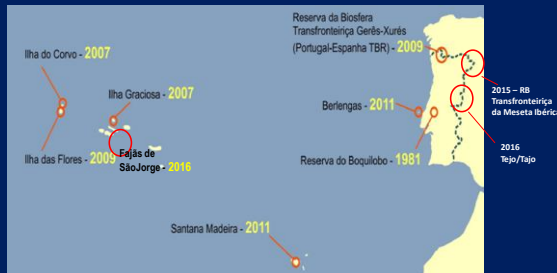 Reserva da Biosfera
Transfronteiriça Gerês-Xurés
(Portugal-Espanha TBR) - 2009
Ilha do Corvo - 2007
Ilha Graciosa - 2007
2015 – RB
Transfronteiriça
da Meseta Ibérica
Berlengas - 2011
Ilha das Flores - 2009
Fajãs de
SãoJorge - 2016
2016
Tejo/Tajo
Reserva do Boquilobo - 1981
Santana Madeira - 2011